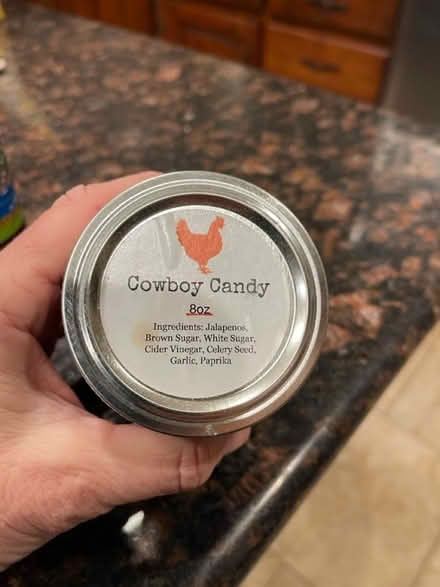 Cowboy Candy
8oz
Ingredients: Jalapenos,
Brown Sugar, White Sugar,
Cider Vinegar, Celery Seed,
Garlic, Paprika